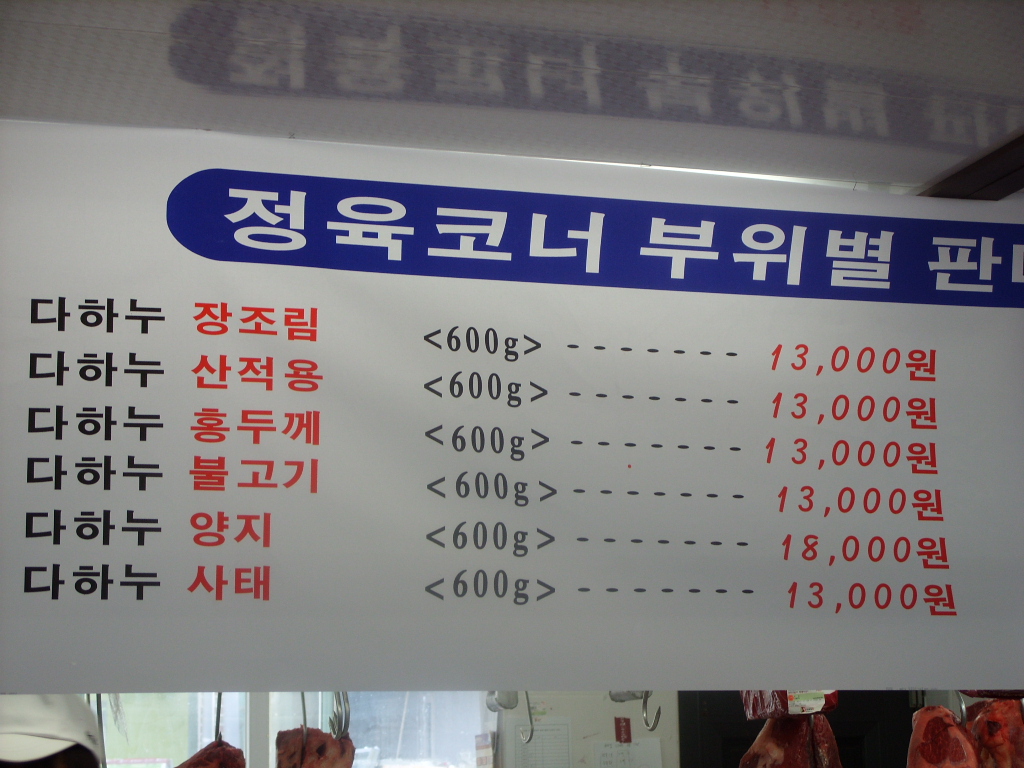 정육코너 부위별
다하누 장조림 <600g> ------- 13,000원
다하누 산적용 <600g> ------- 13,000원
다하누 홍두께 <600g> ------- 13,000원
다하누 불고기 <600g> ------- 13,000원
다하누 양지 <600g> ------- 18,000원
다하누 사태 <600g> ------- 13,000원